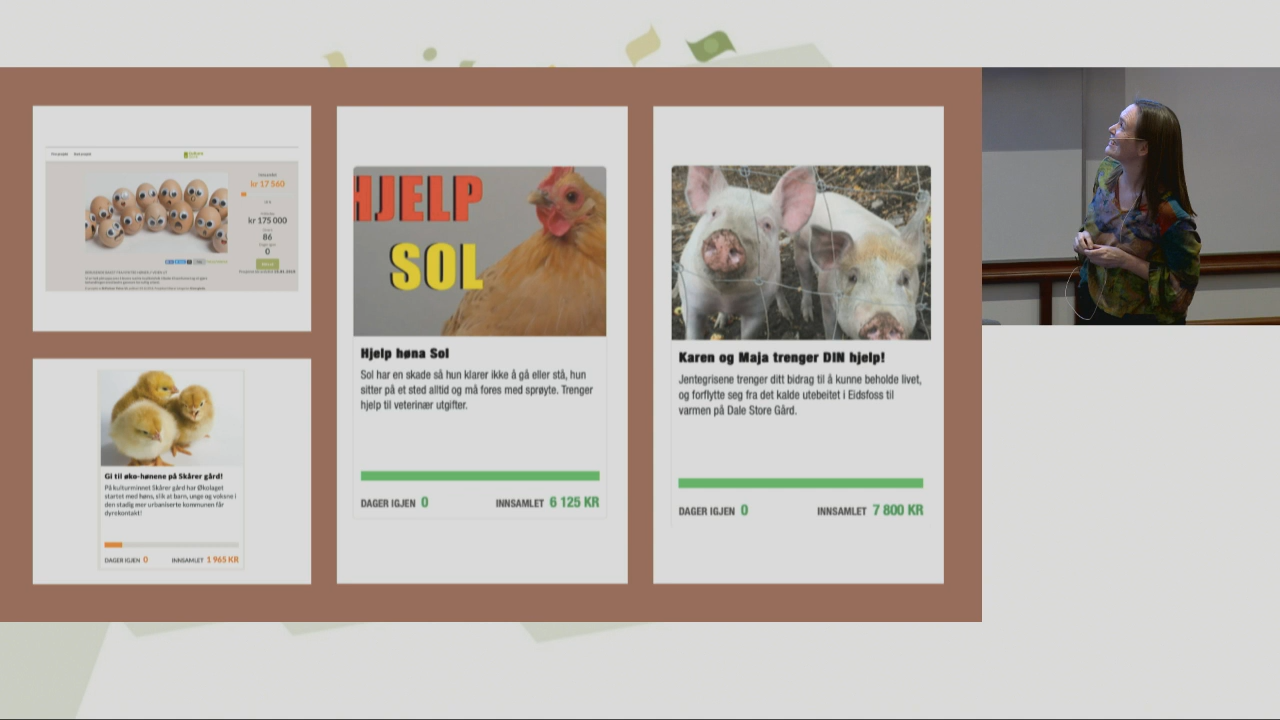 kr 17 560
kr 175 000
86
0
Gi til øko-hønene på Skårer gård!
På kulturminnet Skårer gård har Økolaget
startet med høns, slik at barn, unge og voksne i
den stadig mer urbaniserte kommunen får
dyrekontakt!
DAGER IGJEN 0 INNSAMLET 1 965 KR
HJELP
SOL
Hjelp høna Sol
Sol har en skade så hun klarer ikke å gå eller stå, hun
sitter på et sted alltid og må fores med sprøyte. Trenger
hjelp til veterinær utgifter.
DAGER IGJEN 0 INNSAMLET 6 125 KR
Karen og Maja trenger DIN hjelp!
Jentegrisene trenger ditt bidrag til å kunne beholde livet,
og forflytte seg fra det kalde utebeitet i Eidsfoss til
varmen på Dale Store Gård.
DAGER IGJEN 0 INNSAMLET 7 800 KR